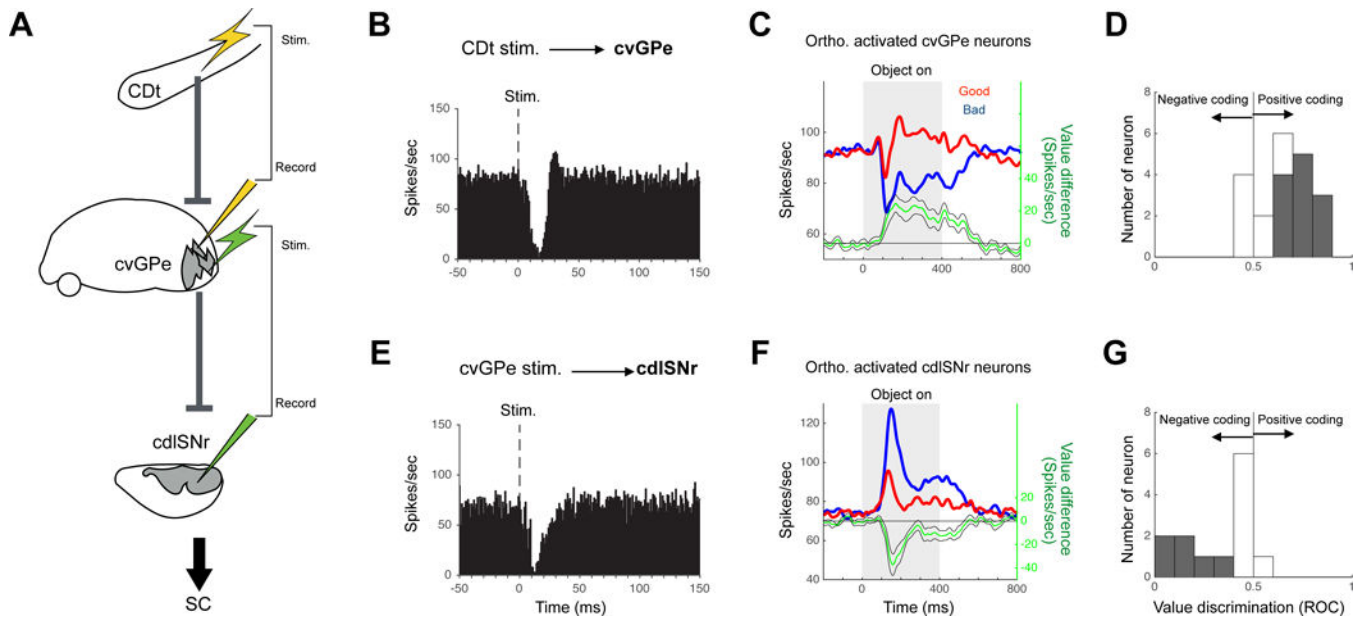 A
Stim.
CDt
Record
Stim.
cvGPe
Record
cdlSNr
SC
B
CDt stim. cvGPe
Stim.
150
100
50
0
Spikes/sec
-50 0 50 100 150
C
Ortho. activated cvGPe neurons
Object on
Good
Bad
100
80
60
Spikes/sec
60
40
20
0
Value difference
(Spikes/sec)
0 400 800
D
8
6
4
2
0
Number of neuron
Negative coding Positive coding
0 0.5 1
E
cvGPe stim. cdlSNr
Stim.
150
100
50
0
Spikes/sec
-50 0 50 100 150
Time (ms)
F
Ortho. activated cdlSNr neurons
Object on
120
100
80
60
40
Spikes/sec
20
0
-20
-40
Value difference
(Spikes/sec)
0 400 800
Time (ms)
G
8
6
4
2
0
Number of neuron
Negative coding Positive coding
0 0.5 1
Value discrimination (ROC)